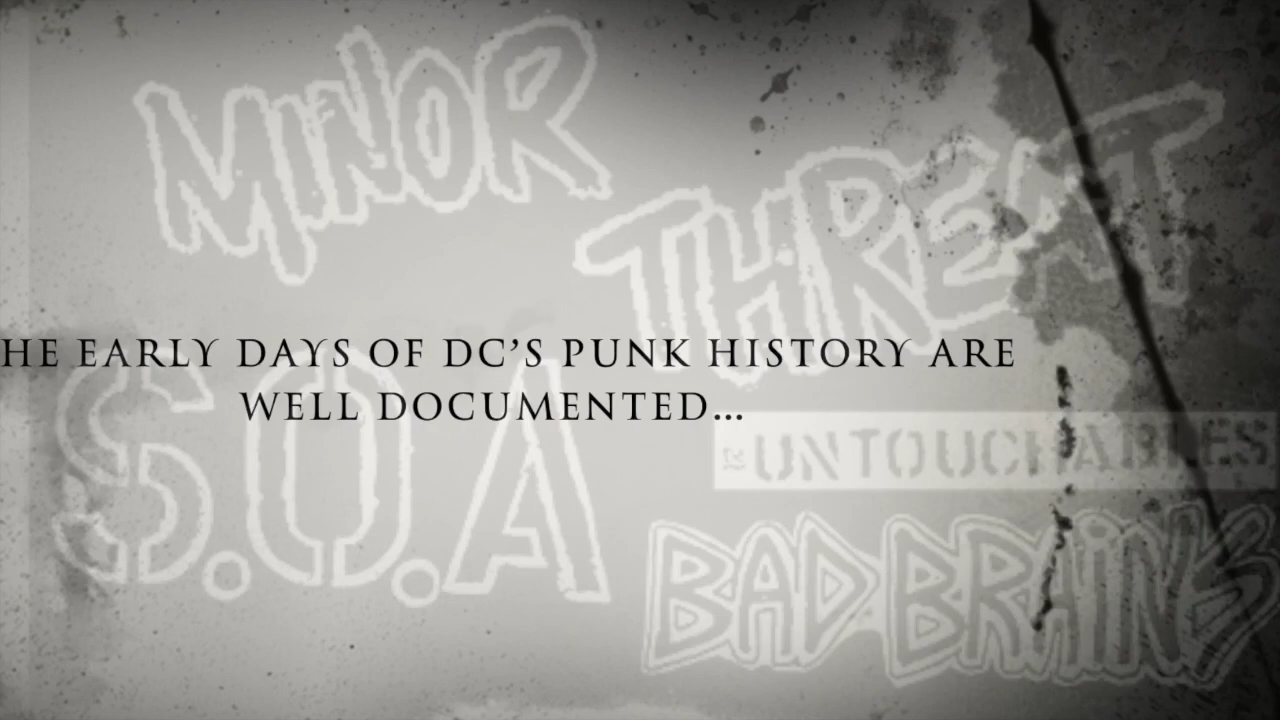 MINOR
THREAT
HE EARLY DAYS OF DC'S PUNK HISTORY ARE
WELL DOCUMENTED...
S.O.A
UNTOUCHABLES
BAD BRAINS